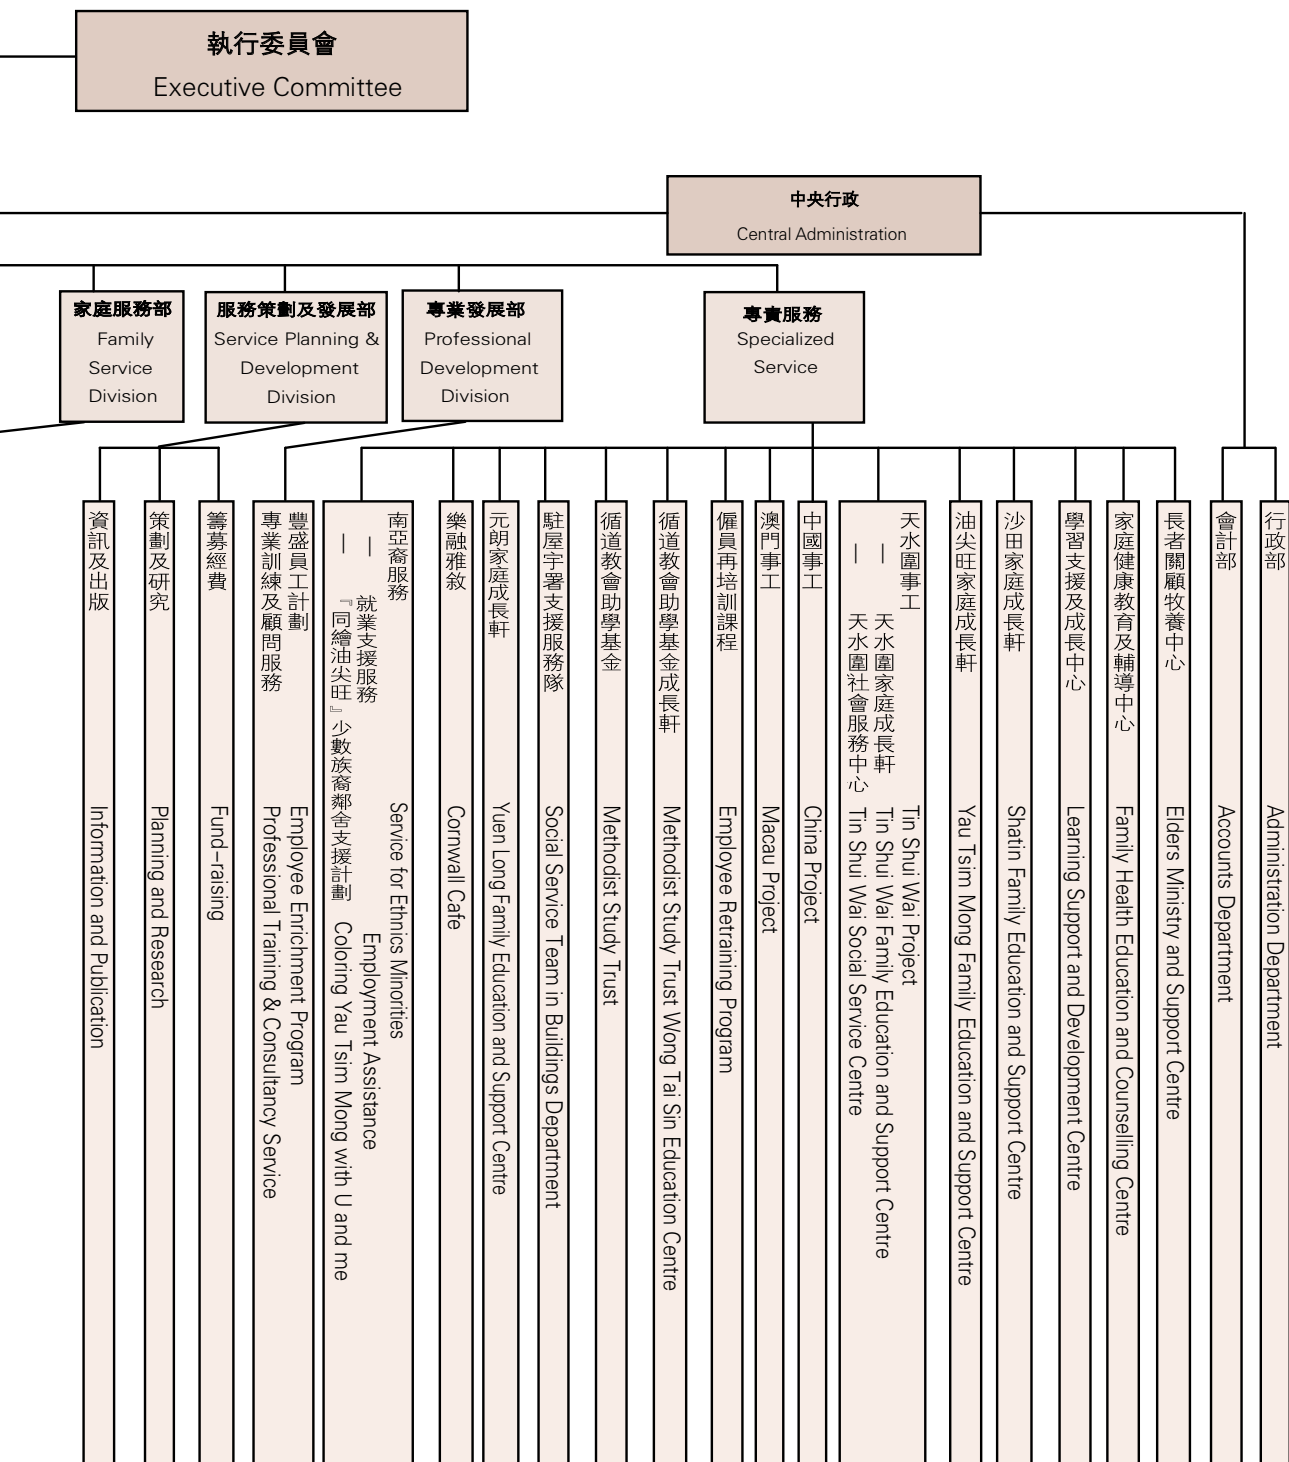 執行委員會
Executive Committee
中央行政
Central Administration
家庭服務部
Family
Service
Division
服務策劃及發展部
Service Planning &
Development
Division
專業發展部
Professional
Development
Division
專責服務
Specialized
Service
資訊及出版
Information and Publication
策劃及研究
Planning and Research
籌募經費
Fund-raising
豐盛員工計劃
Employee Enrichment Program
專業訓練及顧問服務
Professional Training & Consultancy Service
南亞裔服務
Service for Ethnics Minorities
— 就業支援服務
Employment Assistance
— 『同繪油尖旺』少數族裔鄰舍支援計劃
Coloring Yau Tsim Mong with U and me
樂融雅敘
Cornwall Cafe
元朗家庭成長軒
Yuen Long Family Education and Support Centre
駐屋宇署支援服務隊
Social Service Team in Buildings Department
循道教會助學基金
Methodist Study Trust
循道教會助學基金成長軒
Methodist Study Trust Wong Tai Sin Education Centre
僱員再培訓課程
Employee Retraining Program
澳門事工
Macau Project
中國事工
China Project
天水圍事工
Tin Shui Wai Project
— 天水圍家庭成長軒
Tin Shui Wai Family Education and Support Centre
— 天水圍社會服務中心
Tin Shui Wai Social Service Centre
油尖旺家庭成長軒
Yau Tsim Mong Family Education and Support Centre
沙田家庭成長軒
Shatin Family Education and Support Centre
學習支援及成長中心
Learning Support and Development Centre
家庭健康教育及輔導中心
Family Health Education and Counselling Centre
長者關顧牧養中心
Elders Ministry and Support Centre
會計部
Accounts Department
行政部
Administration Department